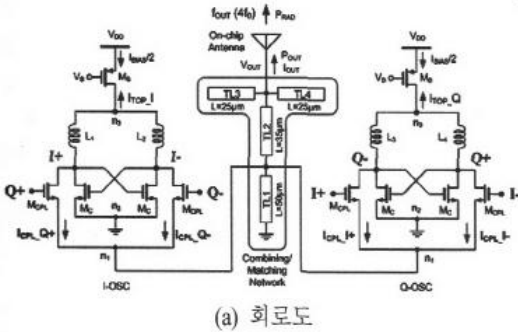 f_OUT (4f_0) P_RAD
On-chip Antenna
V_DD
I_BIAS/2
V_B M_B
I_TOP_I
n_3
L_1 L_2
I+ I-
Q+ Q-
M_CPL M_C M_C M_CPL
n_2
I_CPL_Q+ I_CPL_Q-
n_1
I-OSC
V_OUT P_OUT
I_OUT
TL3 TL4
L=25μm L=25μm
TL2
L=35μm
TL1
L=50μm
Combining/
Matching
Network
V_DD
I_BIAS/2
V_B M_B
I_TOP_Q
n_3
L_3 L_4
Q- Q+
I+ I-
M_CPL M_C M_C M_CPL
n_2
I_CPL_I+ I_CPL_I-
n_1
Q-OSC
(a) 회로도